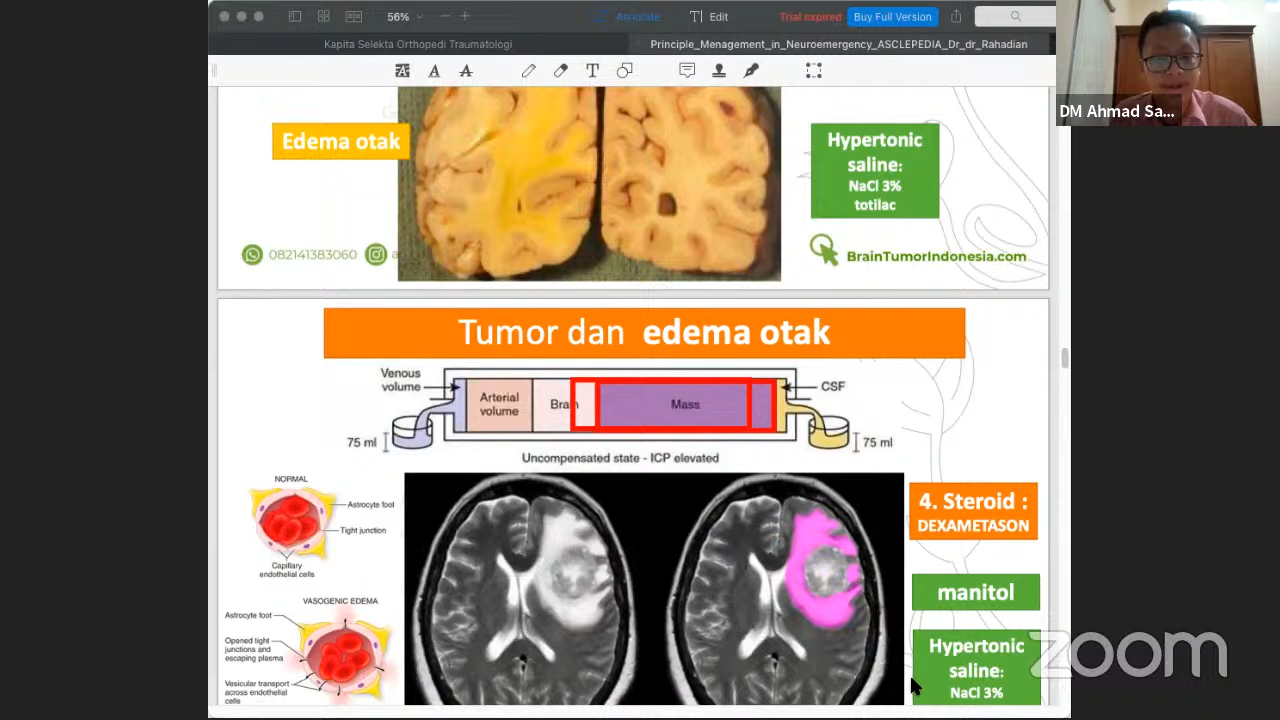 56%
Annotate
Edit
Trial expired
Buy Full Version
Kapita Selekta Orthopedi Traumatologi
Principle_Menagement_in_Neuroemergency_ASCLEPEDIA_Dr_dr_Rahadian
DM Ahmad Sa...
Edema otak
Hypertonic
saline:
NaCl 3%
totilac
082141383060
BrainTumorIndonesia.com
Tumor dan edema otak
Venous
volume
Arterial
volume
Brain
Mass
CSF
75 ml
75 ml
Uncompensated state - ICP elevated
NORMAL
Astrocyte foot
Tight junction
Capillary
endothelial cells
4. Steroid :
DEXAMETASON
manitol
VASOGENIC EDEMA
Astrocyte foot
Opened tight
junctions and
escaping plasma
Vesicular transport
across endothelial
cells
Hypertonic
saline:
NaCl 3%
zoom